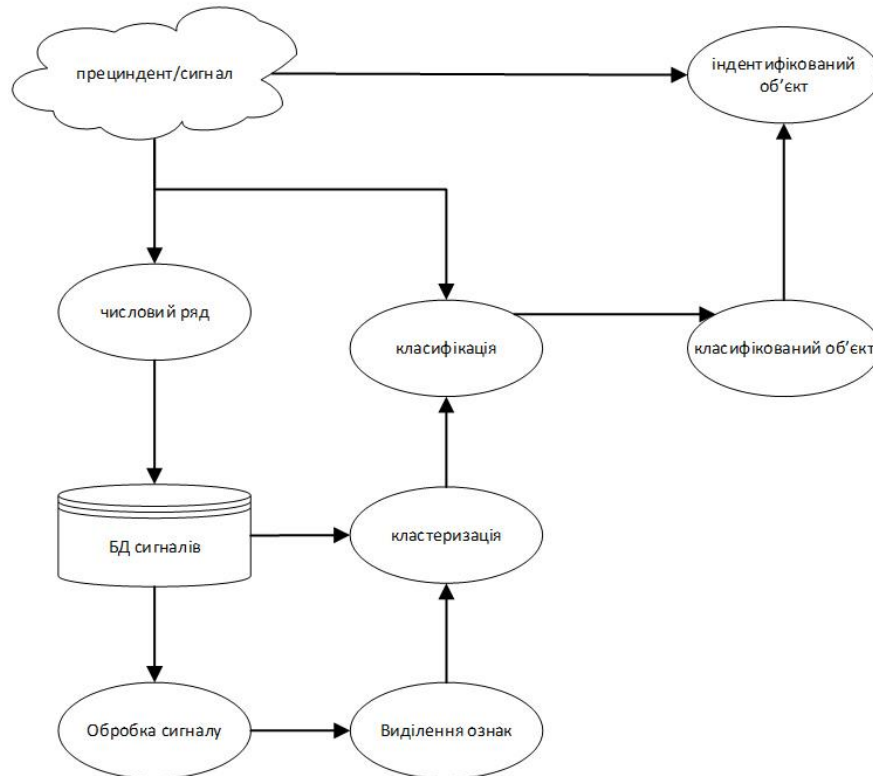 прециндент/сигнал
індентифікований
об’єкт
числовий ряд
класифікація
класифікований об’єкт
БД сигналів
кластеризація
Обробка сигналу
Виділення ознак